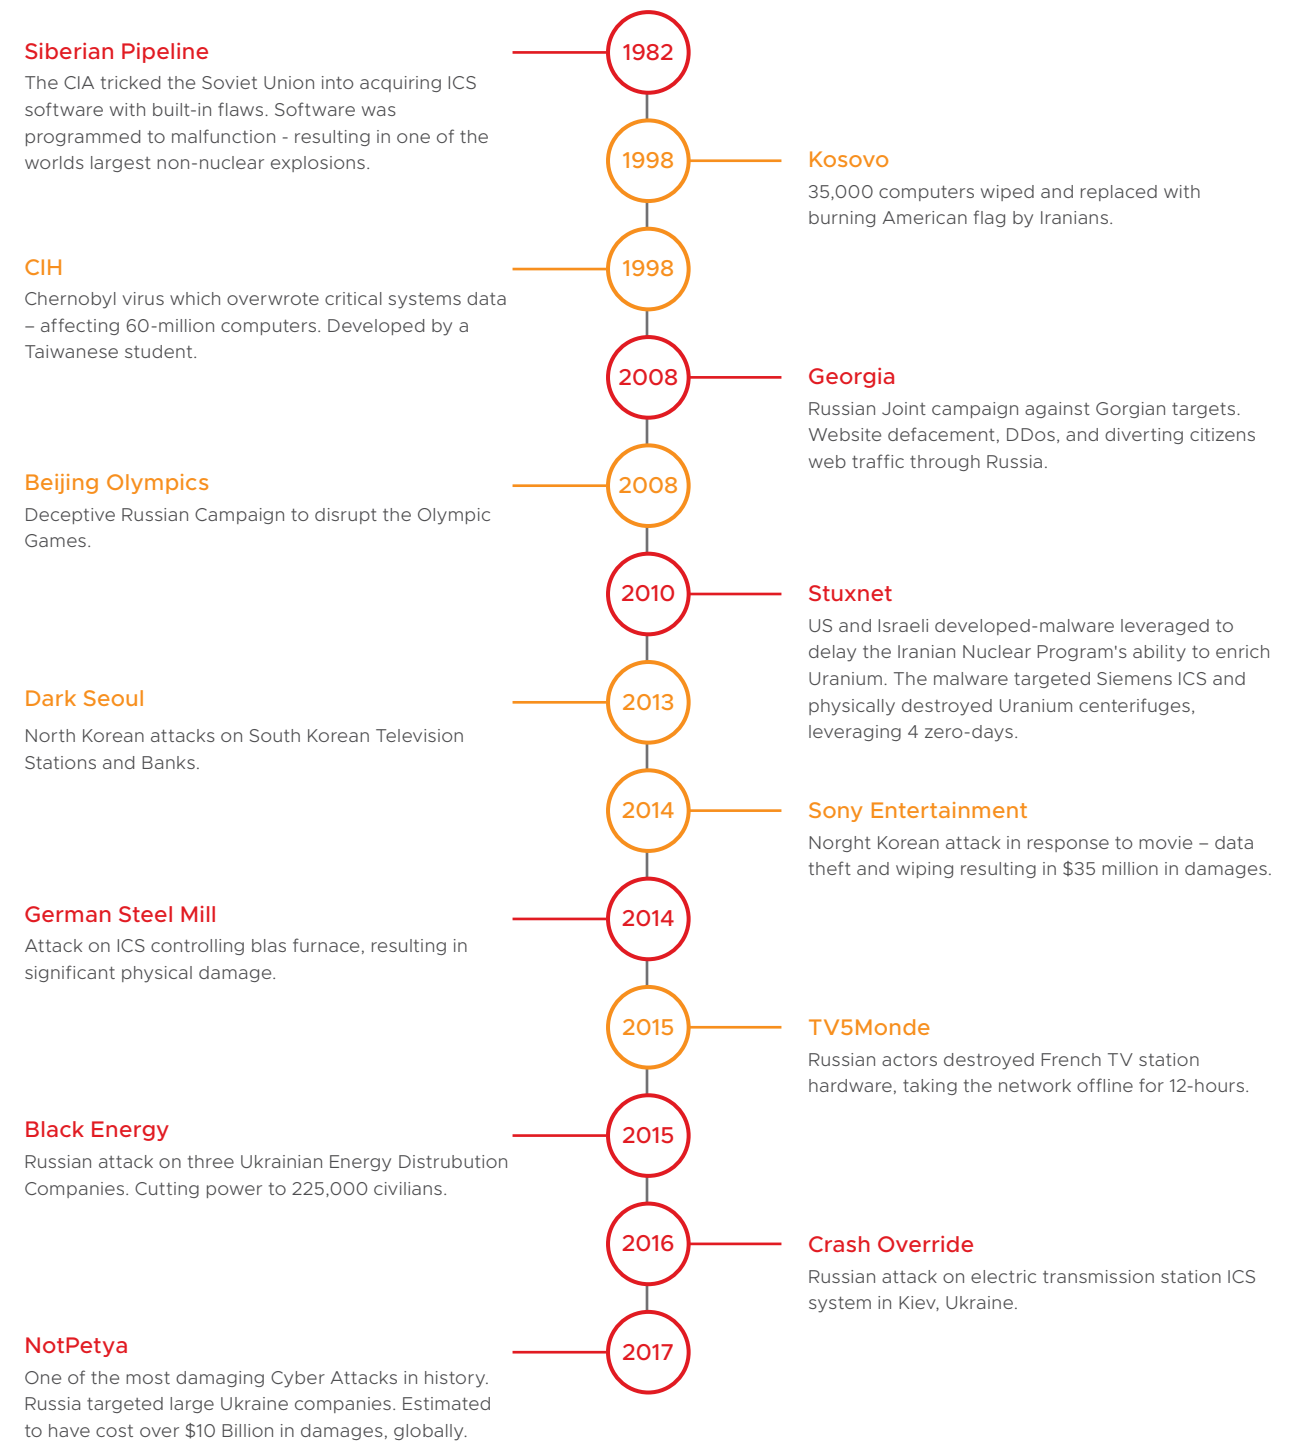 1982
Siberian Pipeline
The CIA tricked the Soviet Union into acquiring ICS
software with built-in flaws. Software was
programmed to malfunction - resulting in one of the
worlds largest non-nuclear explosions.
1998
Kosovo
35,000 computers wiped and replaced with
burning American flag by Iranians.
1998
CIH
Chernobyl virus which overwrote critical systems data
– affecting 60-million computers. Developed by a
Taiwanese student.
2008
Georgia
Russian Joint campaign against Gorgian targets.
Website defacement, DDos, and diverting citizens
web traffic through Russia.
2008
Beijing Olympics
Deceptive Russian Campaign to disrupt the Olympic
Games.
2010
Stuxnet
US and Israeli developed-malware leveraged to
delay the Iranian Nuclear Program's ability to enrich
Uranium. The malware targeted Siemens ICS and
physically destroyed Uranium centerifuges,
leveraging 4 zero-days.
2013
Dark Seoul
North Korean attacks on South Korean Television
Stations and Banks.
2014
Sony Entertainment
Norght Korean attack in response to movie – data
theft and wiping resulting in $35 million in damages.
2014
German Steel Mill
Attack on ICS controlling blas furnace, resulting in
significant physical damage.
2015
TV5Monde
Russian actors destroyed French TV station
hardware, taking the network offline for 12-hours.
2015
Black Energy
Russian attack on three Ukrainian Energy Distrubution
Companies. Cutting power to 225,000 civilians.
2016
Crash Override
Russian attack on electric transmission station ICS
system in Kiev, Ukraine.
2017
NotPetya
One of the most damaging Cyber Attacks in history.
Russia targeted large Ukraine companies. Estimated
to have cost over $10 Billion in damages, globally.